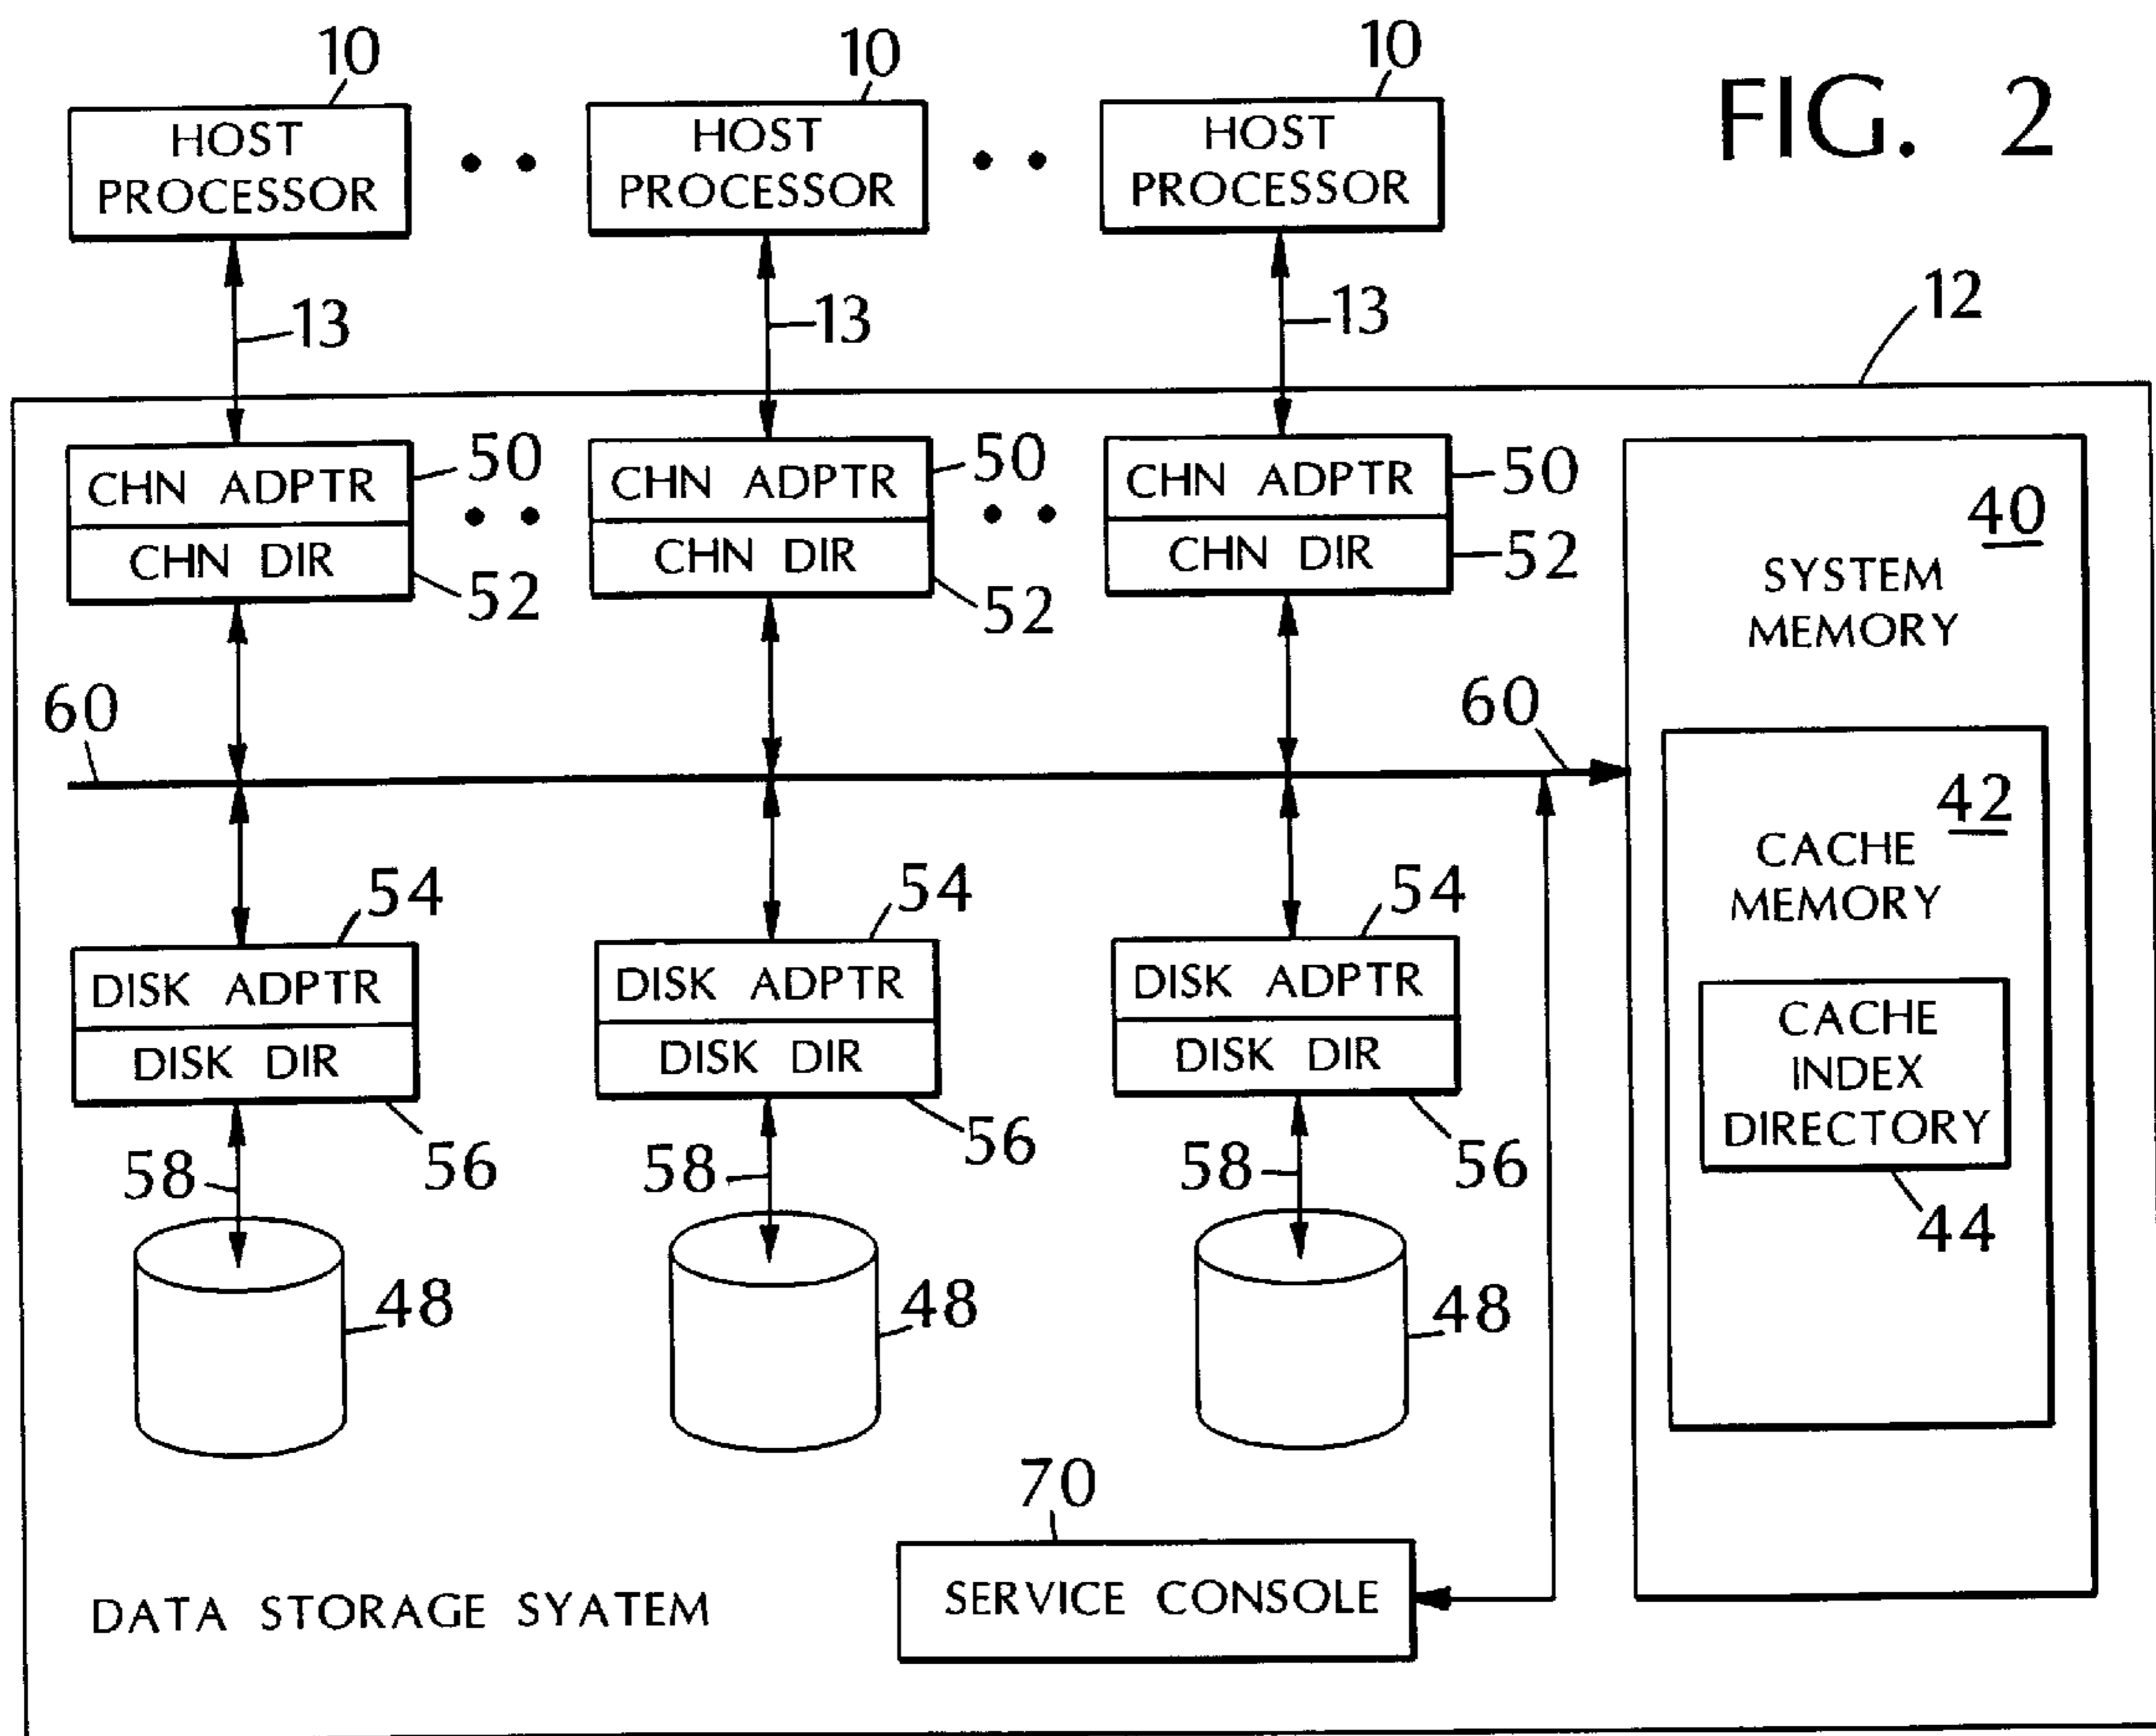 FIG. 2
10 10 10
HOST PROCESSOR
HOST PROCESSOR
HOST PROCESSOR
13 13 13
12
CHN ADPTR 50
CHN DIR 52
CHN ADPTR 50
CHN DIR 52
CHN ADPTR 50
CHN DIR 52
40
SYSTEM
MEMORY
60 60
42
CACHE
MEMORY
CACHE
INDEX
DIRECTORY
44
54 54 54
DISK ADPTR
DISK DIR
DISK ADPTR
DISK DIR
DISK ADPTR
DISK DIR
56 56 56
58 58 58
48 48 48
70
SERVICE CONSOLE
DATA STORAGE SYATEM